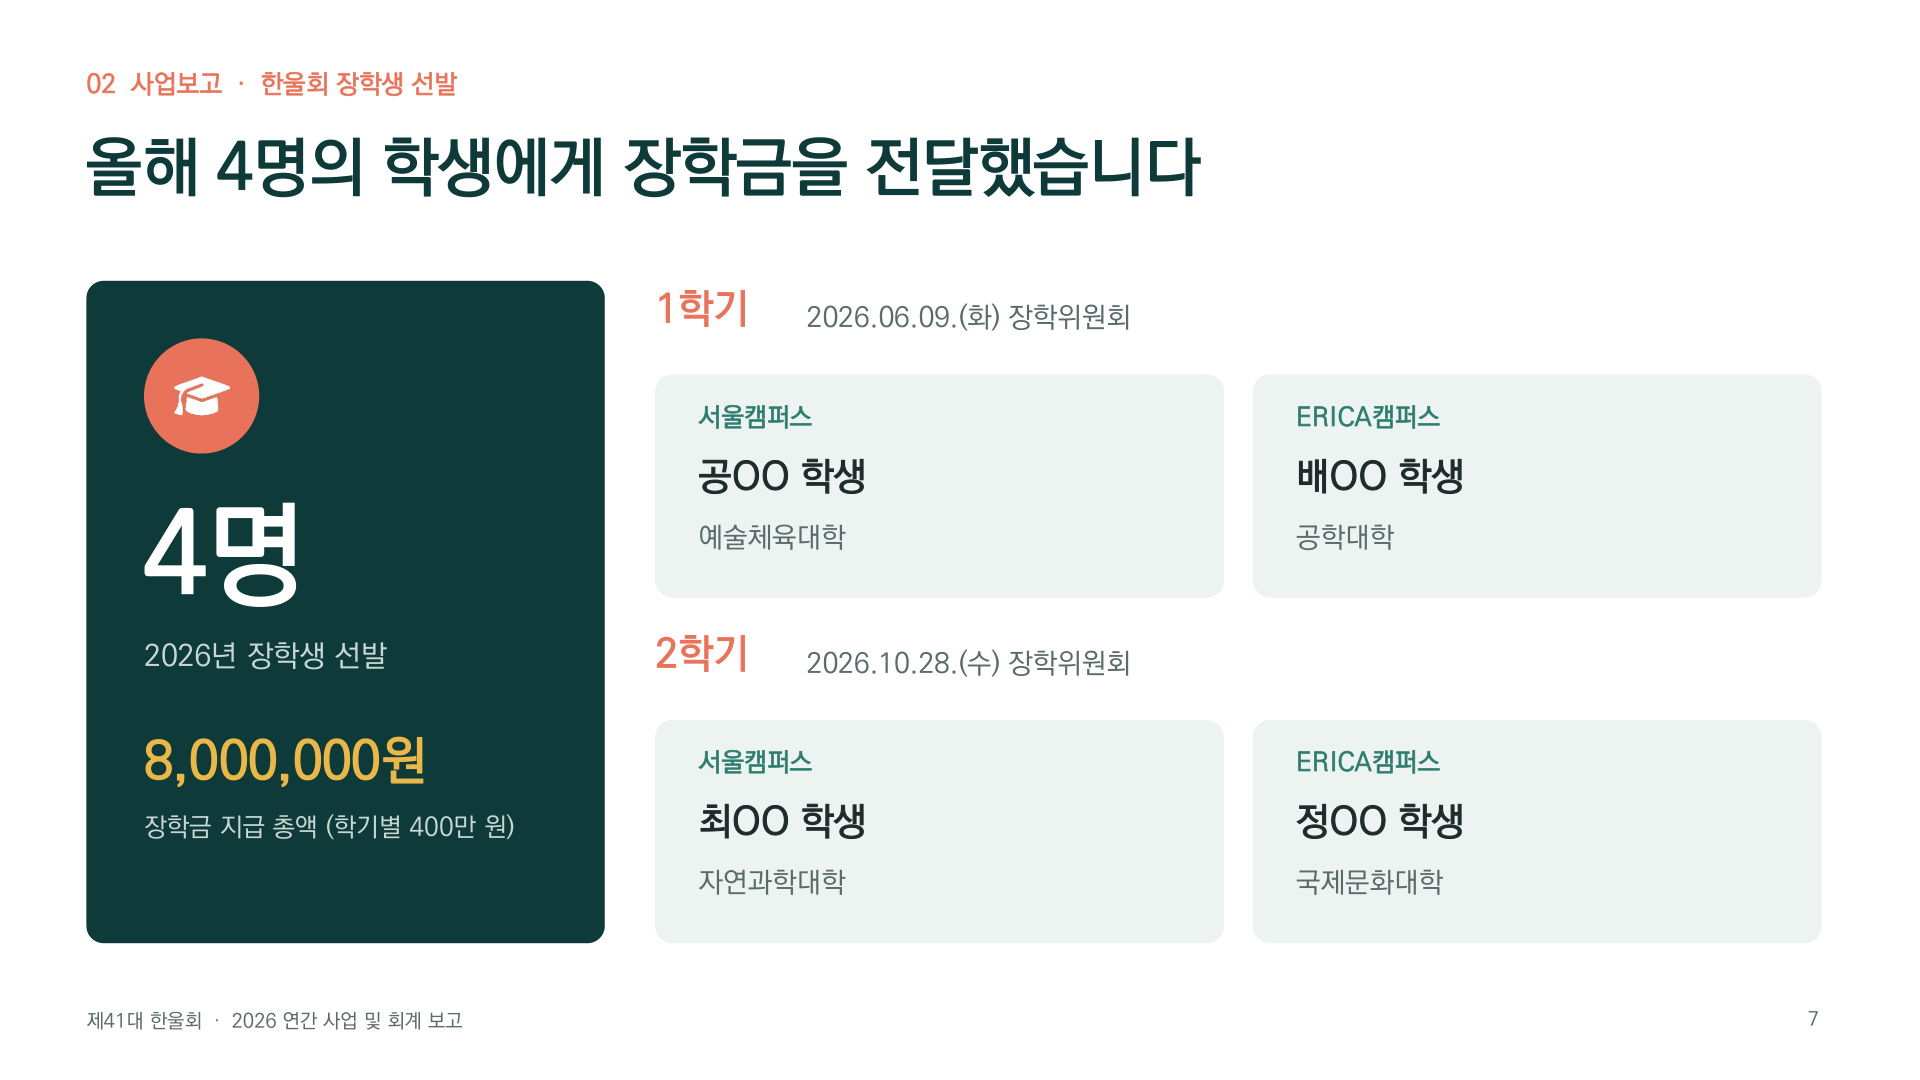 02 사업보고 · 한울회 장학생 선발
올해 4명의 학생에게 장학금을 전달했습니다
4명
2026년 장학생 선발
8,000,000원
장학금 지급 총액 (학기별 400만 원)
1학기 2026.06.09.(화) 장학위원회
서울캠퍼스
공OO 학생
예술체육대학
ERICA캠퍼스
배OO 학생
공학대학
2학기 2026.10.28.(수) 장학위원회
서울캠퍼스
최OO 학생
자연과학대학
ERICA캠퍼스
정OO 학생
국제문화대학
제41대 한울회 · 2026 연간 사업 및 회계 보고
7